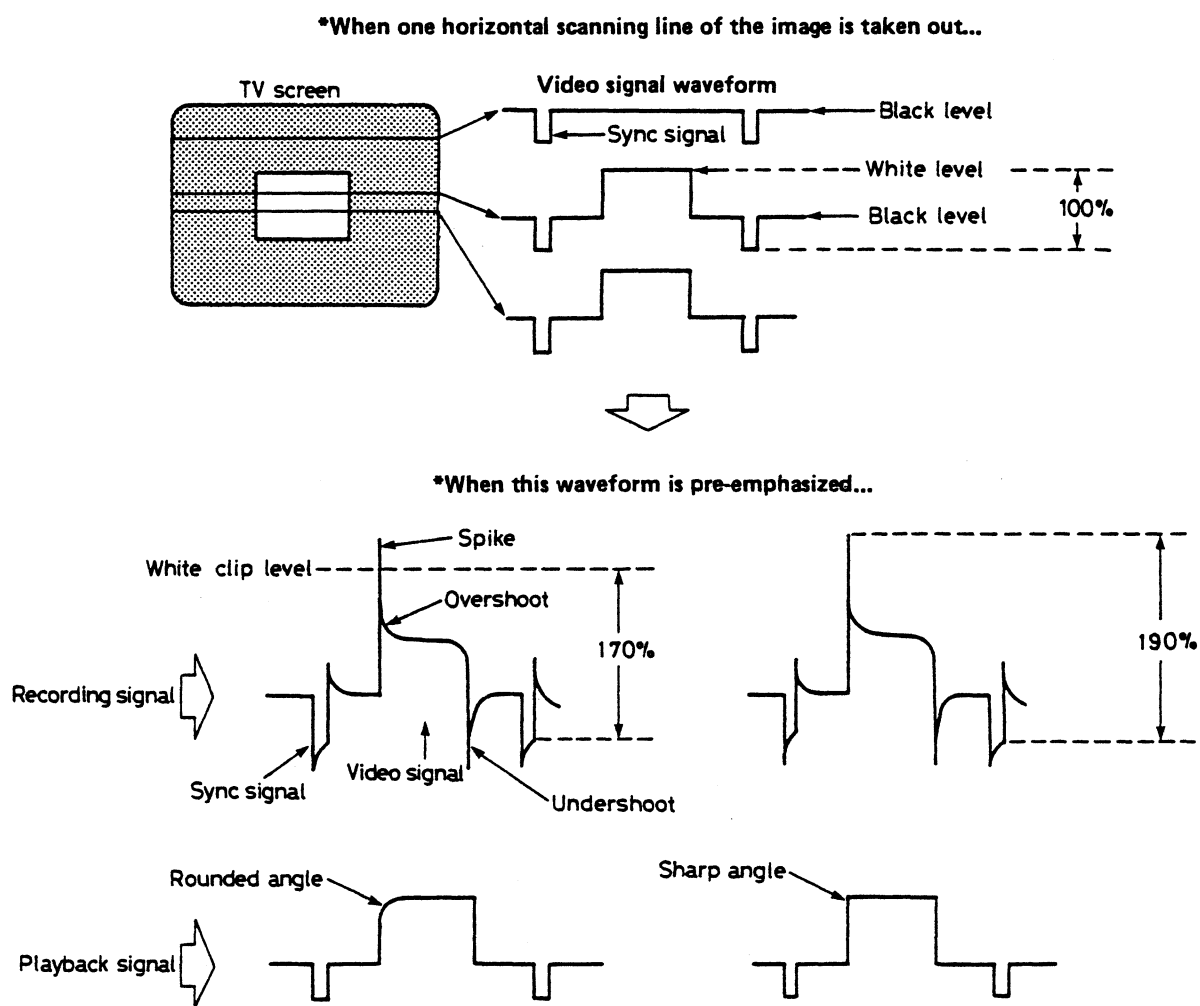 *When one horizontal scanning line of the image is taken out...
TV screen
Video signal waveform
Black level
Sync signal
White level
100%
Black level
*When this waveform is pre-emphasized...
Spike
White clip level
Overshoot
170%
190%
Recording signal
Sync signal
Video signal
Undershoot
Rounded angle
Sharp angle
Playback signal